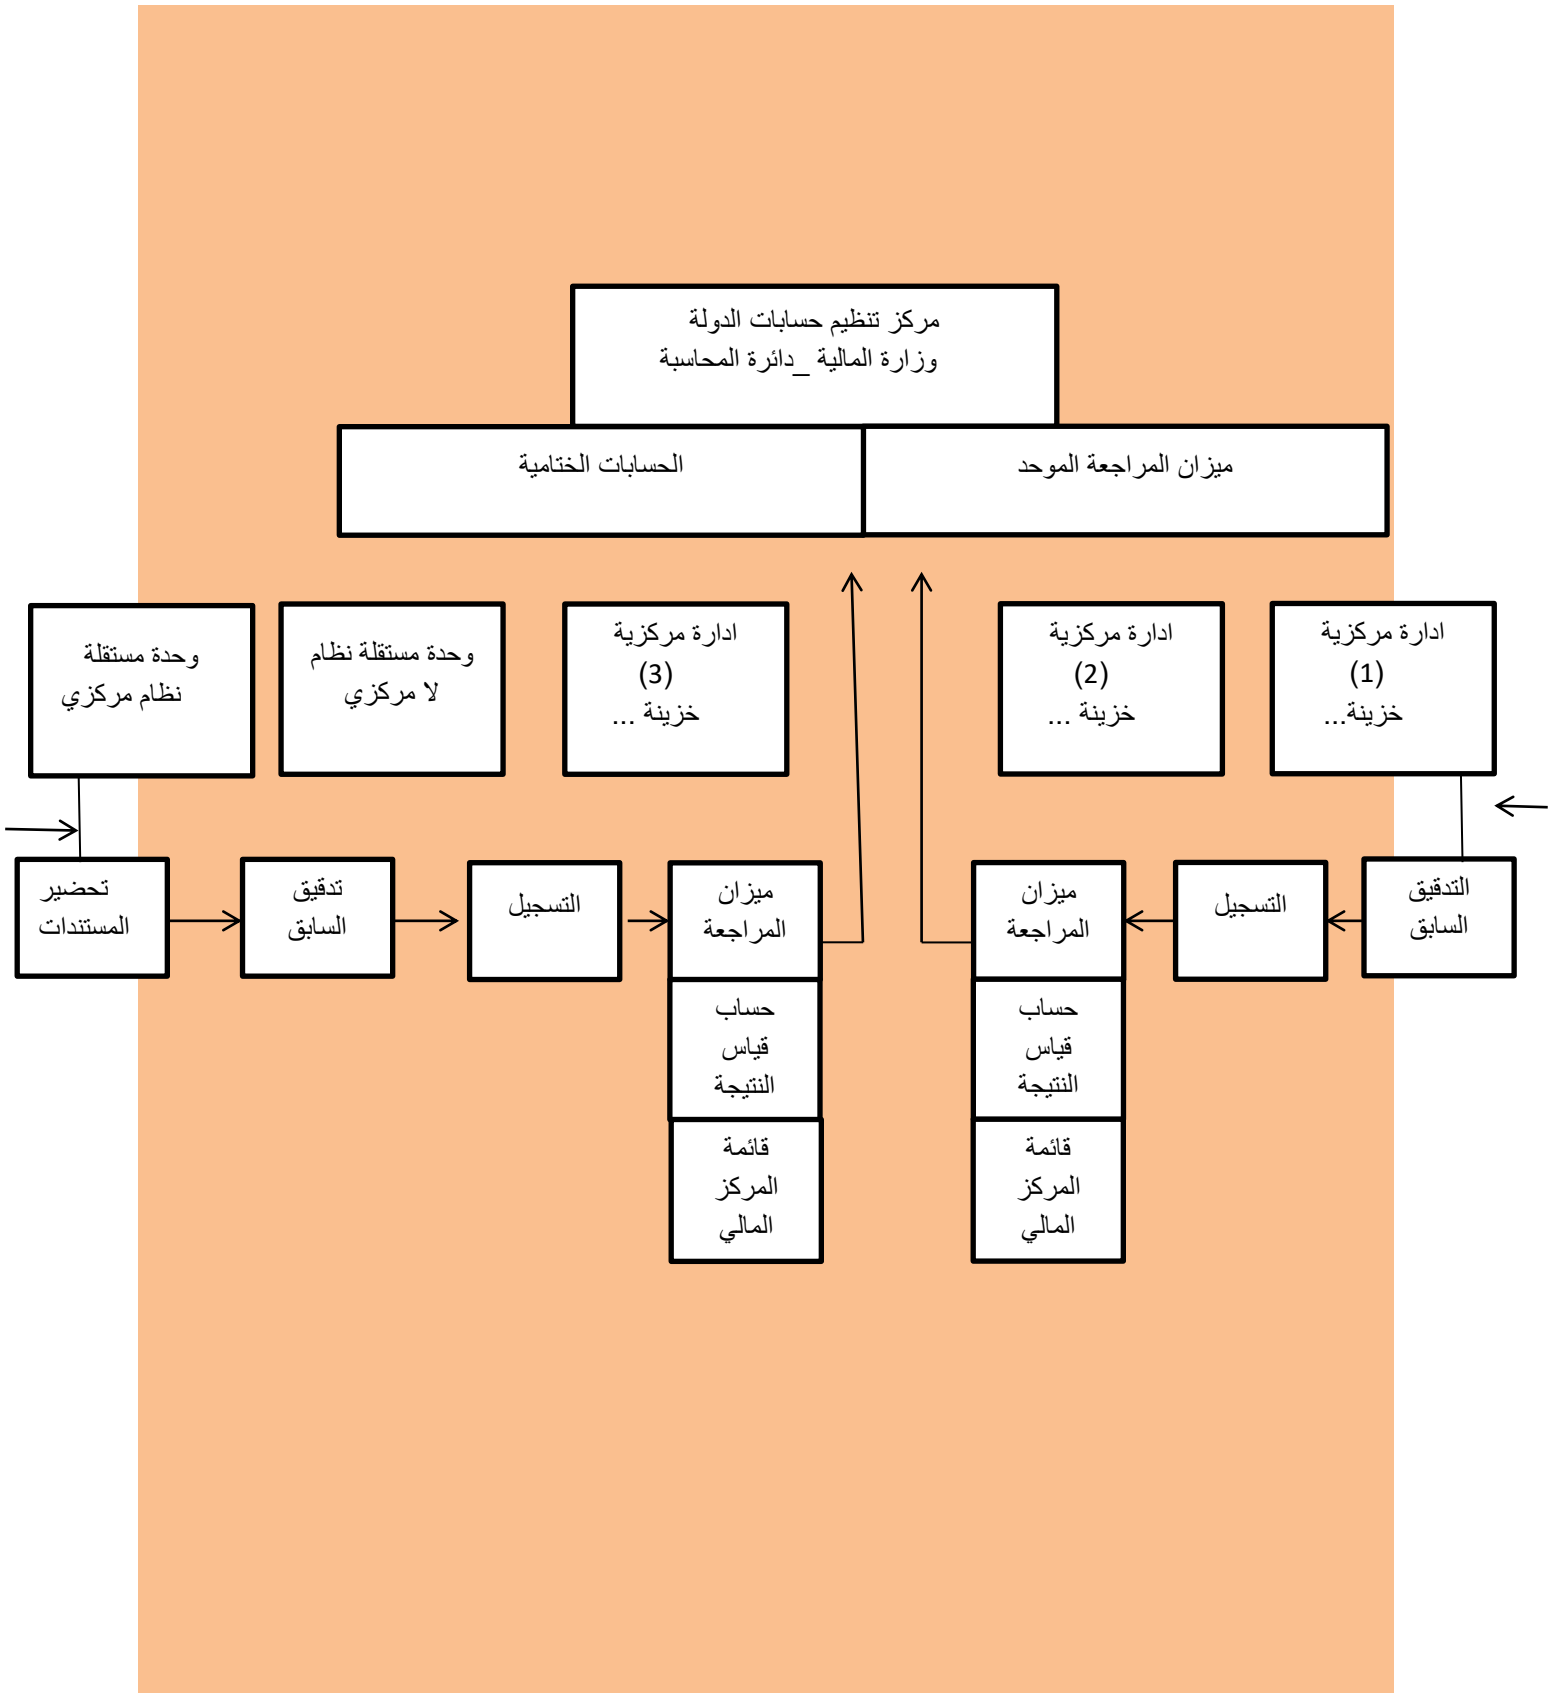 مركز تنظيم حسابات الدولة
وزارة المالية _دائرة المحاسبة
ميزان المراجعة الموحد
الحسابات الختامية
ادارة مركزية
(1)
خزينة...
ادارة مركزية
(2)
خزينة ...
ادارة مركزية
(3)
خزينة ...
وحدة مستقلة نظام
لا مركزي
وحدة مستقلة
نظام مركزي
التدقيق
السابق
التسجيل
ميزان
المراجعة
حساب
قياس
النتيجة
قائمة
المركز
المالي
ميزان
المراجعة
حساب
قياس
النتيجة
قائمة
المركز
المالي
التسجيل
تدقيق
السابق
تحضير
المستندات